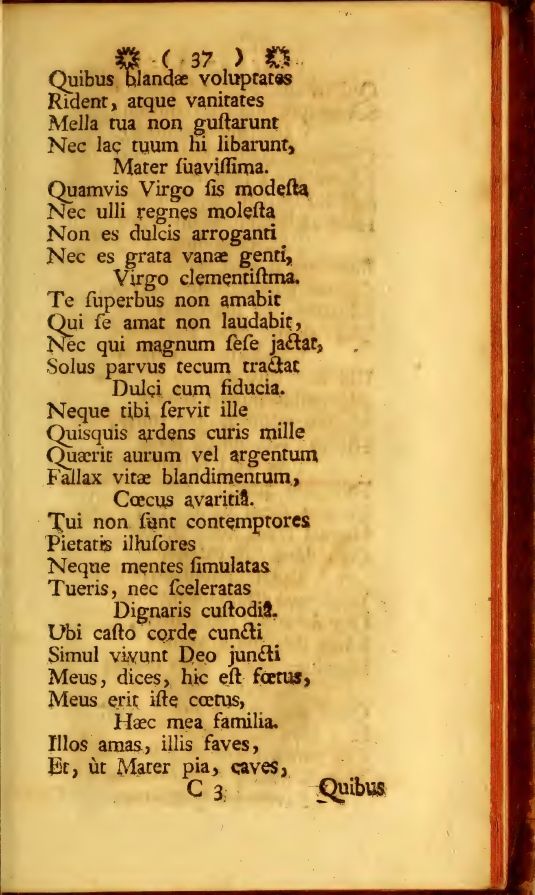 ( 37 )
Quibus blandæ voluptates
Rident, atque vanitates
Mella tua non guſtarunt
Nec lac tuum hi libarunt,
Mater ſuaviſſima.
Quamvis Virgo ſis modeſta
Nec ulli regnes moleſta
Non es dulcis arroganti
Nec es grata vanæ genti,
Virgo clementiſtma.
Te ſuperbus non amabit
Qui ſe amat non laudabit,
Nec qui magnum ſeſe jactat,
Solus parvus tecum tractat
Dulci cum fiducia.
Neque tibi ſervit ille
Quisquis ardens curis mille
Quærit aurum vel argentum
Fallax vitæ blandimentum,
Cœcus avaritiâ.
Tui non ſunt contemptores
Pietatis illuſores
Neque mentes ſimulatas
Tueris, nec ſceleratas
Dignaris cuſtodiâ.
Ubi caſto corde cuncti
Simul vivunt Deo juncti
Meus, dices, hic eſt fœtus,
Meus erit iſte cœtus,
Hæc mea familia.
Illos amas, illis faves,
Et, ùt Mater pia, caves,
C 3 Quibus